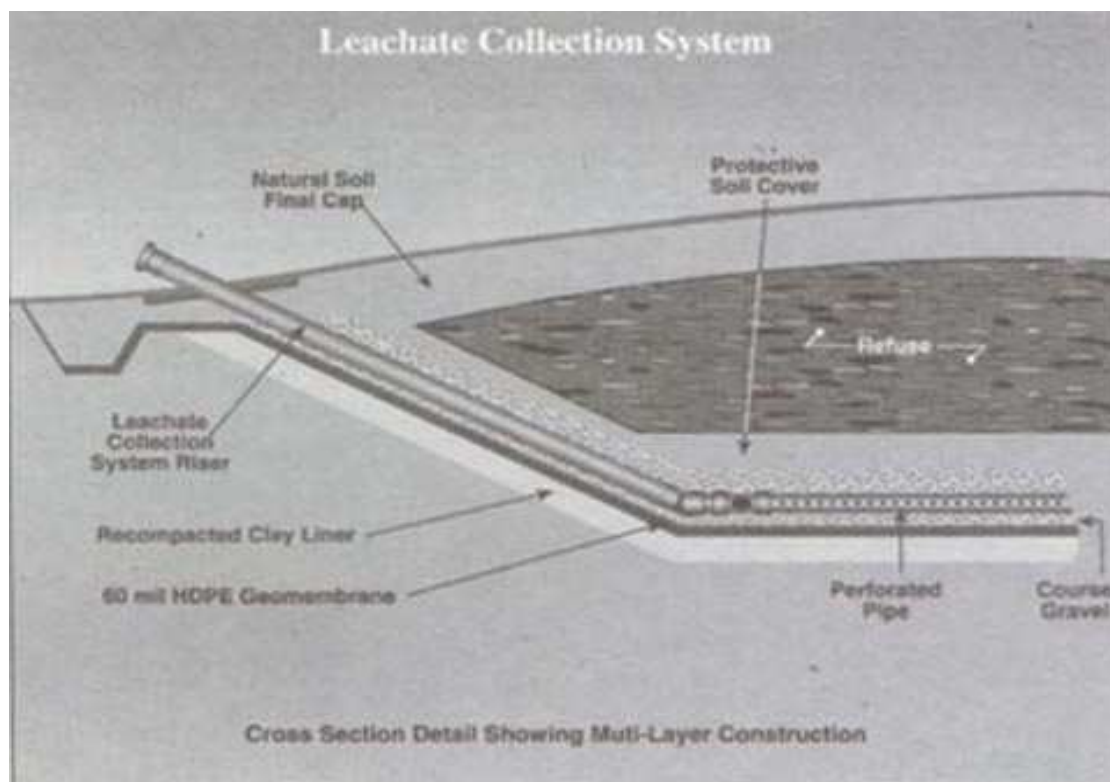 Leachate Collection System
Natural Soil
Final Cap
Protective
Soil Cover
Refuse
Leachate
Collection
System Riser
Recompacted Clay Liner
60 mil HDPE Geomembrane
Perforated
Pipe
Course
Gravel
Cross Section Detail Showing Muti-Layer Construction